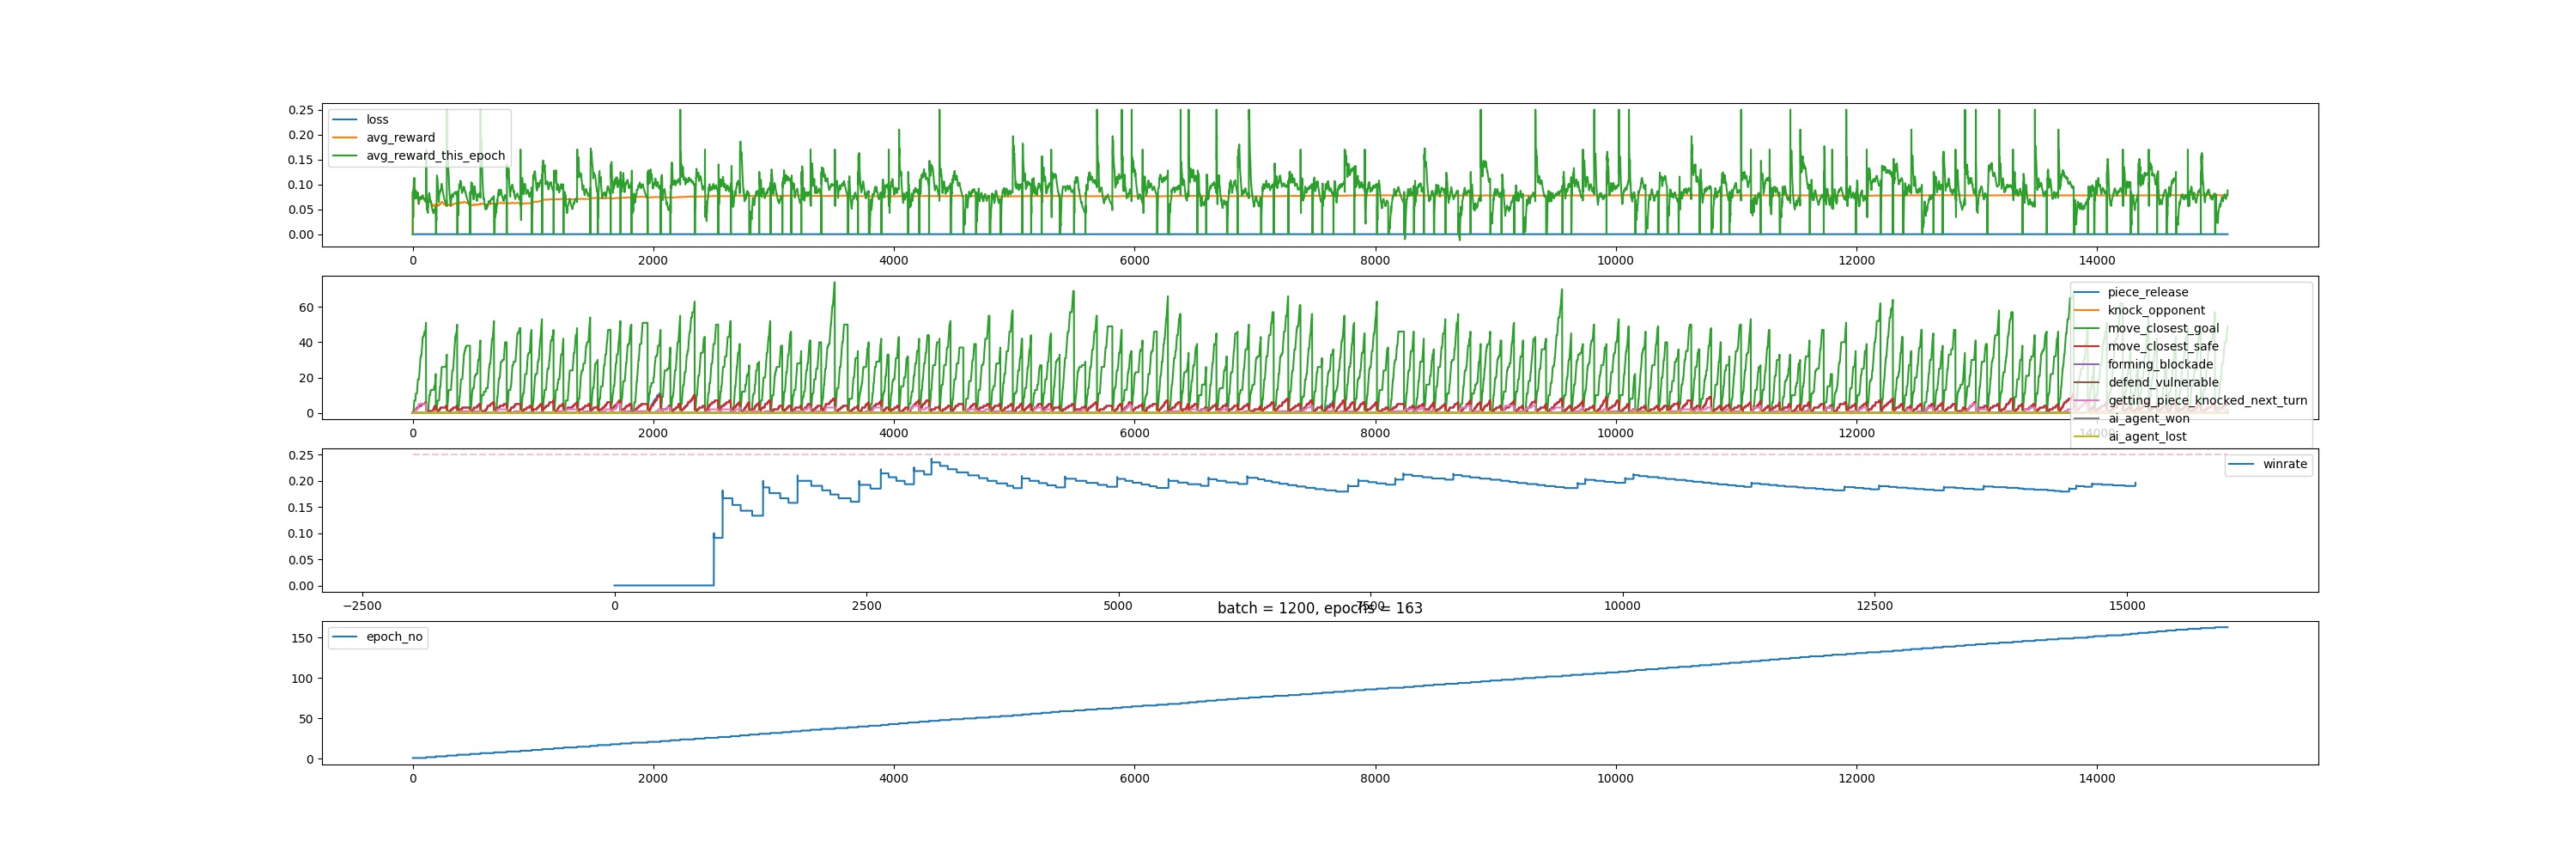 0.25
0.20
0.15
0.10
0.05
0.00
loss
avg_reward
avg_reward_this_epoch
0 2000 4000 6000 8000 10000 12000 14000
60
40
20
0
piece_release
knock_opponent
move_closest_goal
move_closest_safe
forming_blockade
defend_vulnerable
getting_piece_knocked_next_turn
ai_agent_won
ai_agent_lost
0 2000 4000 6000 8000 10000 12000 14000
0.25
0.20
0.15
0.10
0.05
0.00
winrate
−2500 0 2500 5000 7500 10000 12500 15000
batch = 1200, epochs = 163
150
100
50
0
epoch_no
0 2000 4000 6000 8000 10000 12000 14000